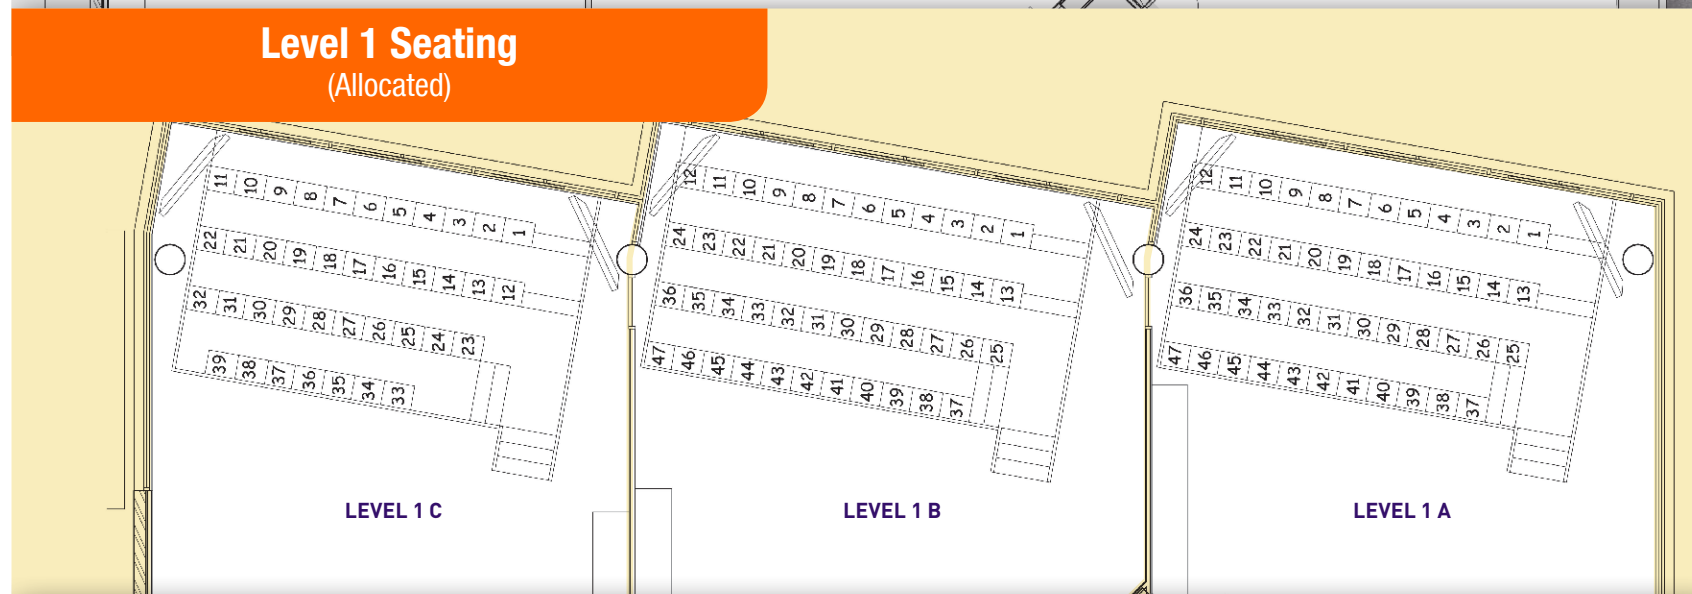 Level 1 Seating
(Allocated)
11 10 9 8 7 6 5 4 3 2 1
22 21 20 19 18 17 16 15 14 13 12
32 31 30 29 28 27 26 25 24 23
39 38 37 36 35 34 33
LEVEL 1 C
12 11 10 9 8 7 6 5 4 3 2 1
24 23 22 21 20 19 18 17 16 15 14 13
36 35 34 33 32 31 30 29 28 27 26 25
47 46 45 44 43 42 41 40 39 38 37
LEVEL 1 B
12 11 10 9 8 7 6 5 4 3 2 1
24 23 22 21 20 19 18 17 16 15 14 13
36 35 34 33 32 31 30 29 28 27 26 25
47 46 45 44 43 42 41 40 39 38 37
LEVEL 1 A